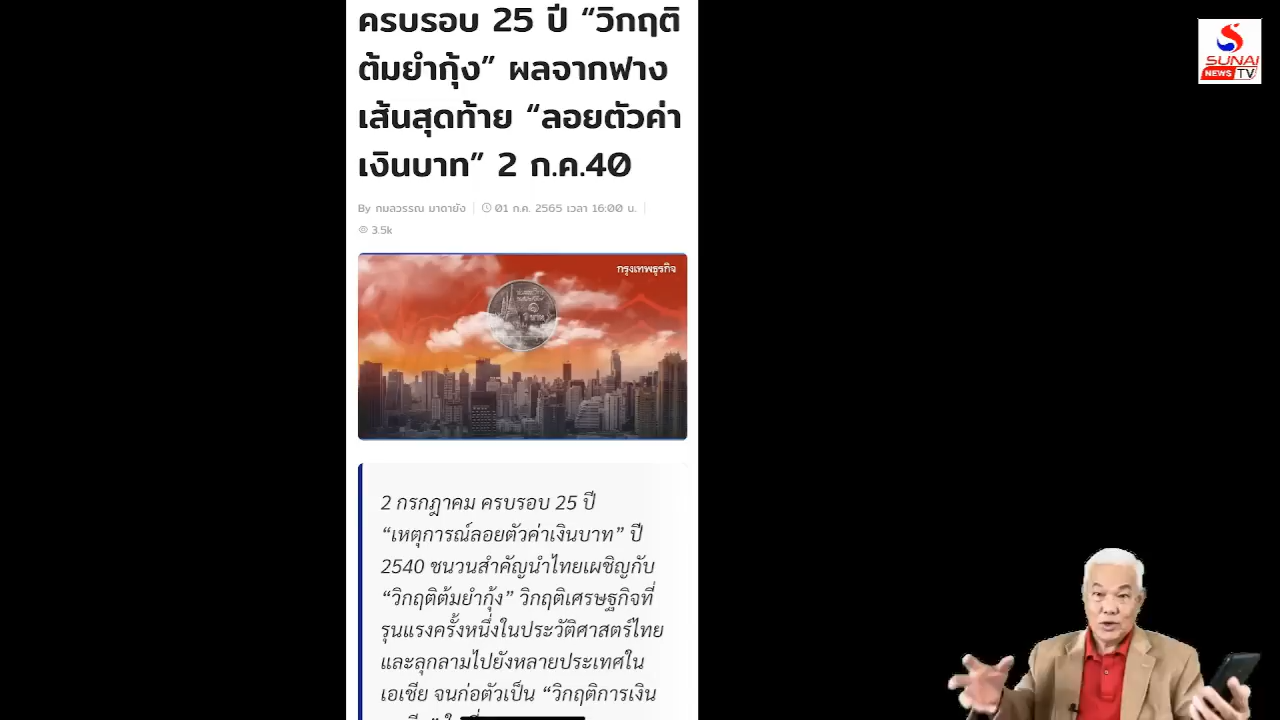 ครบรอบ 25 ปี “วิกฤติ
ต้มยำกุ้ง” ผลจากฟาง
เส้นสุดท้าย “ลอยตัวค่า
เงินบาท” 2 ก.ค.40
By กมลวรรณ มาดายัง | 01 ก.ค. 2565 เวลา 16:00 น. |
3.5k
กรุงเทพธุรกิจ
2 กรกฎาคม ครบรอบ 25 ปี
“เหตุการณ์ลอยตัวค่าเงินบาท” ปี
2540 ชนวนสำคัญนำไทยเผชิญกับ
“วิกฤติต้มยำกุ้ง” วิกฤติเศรษฐกิจที่
รุนแรงครั้งหนึ่งในประวัติศาสตร์ไทย
และลุกลามไปยังหลายประเทศใน
เอเชีย จนก่อตัวเป็น “วิกฤติการเงิน
SUNAI
NEWS TV